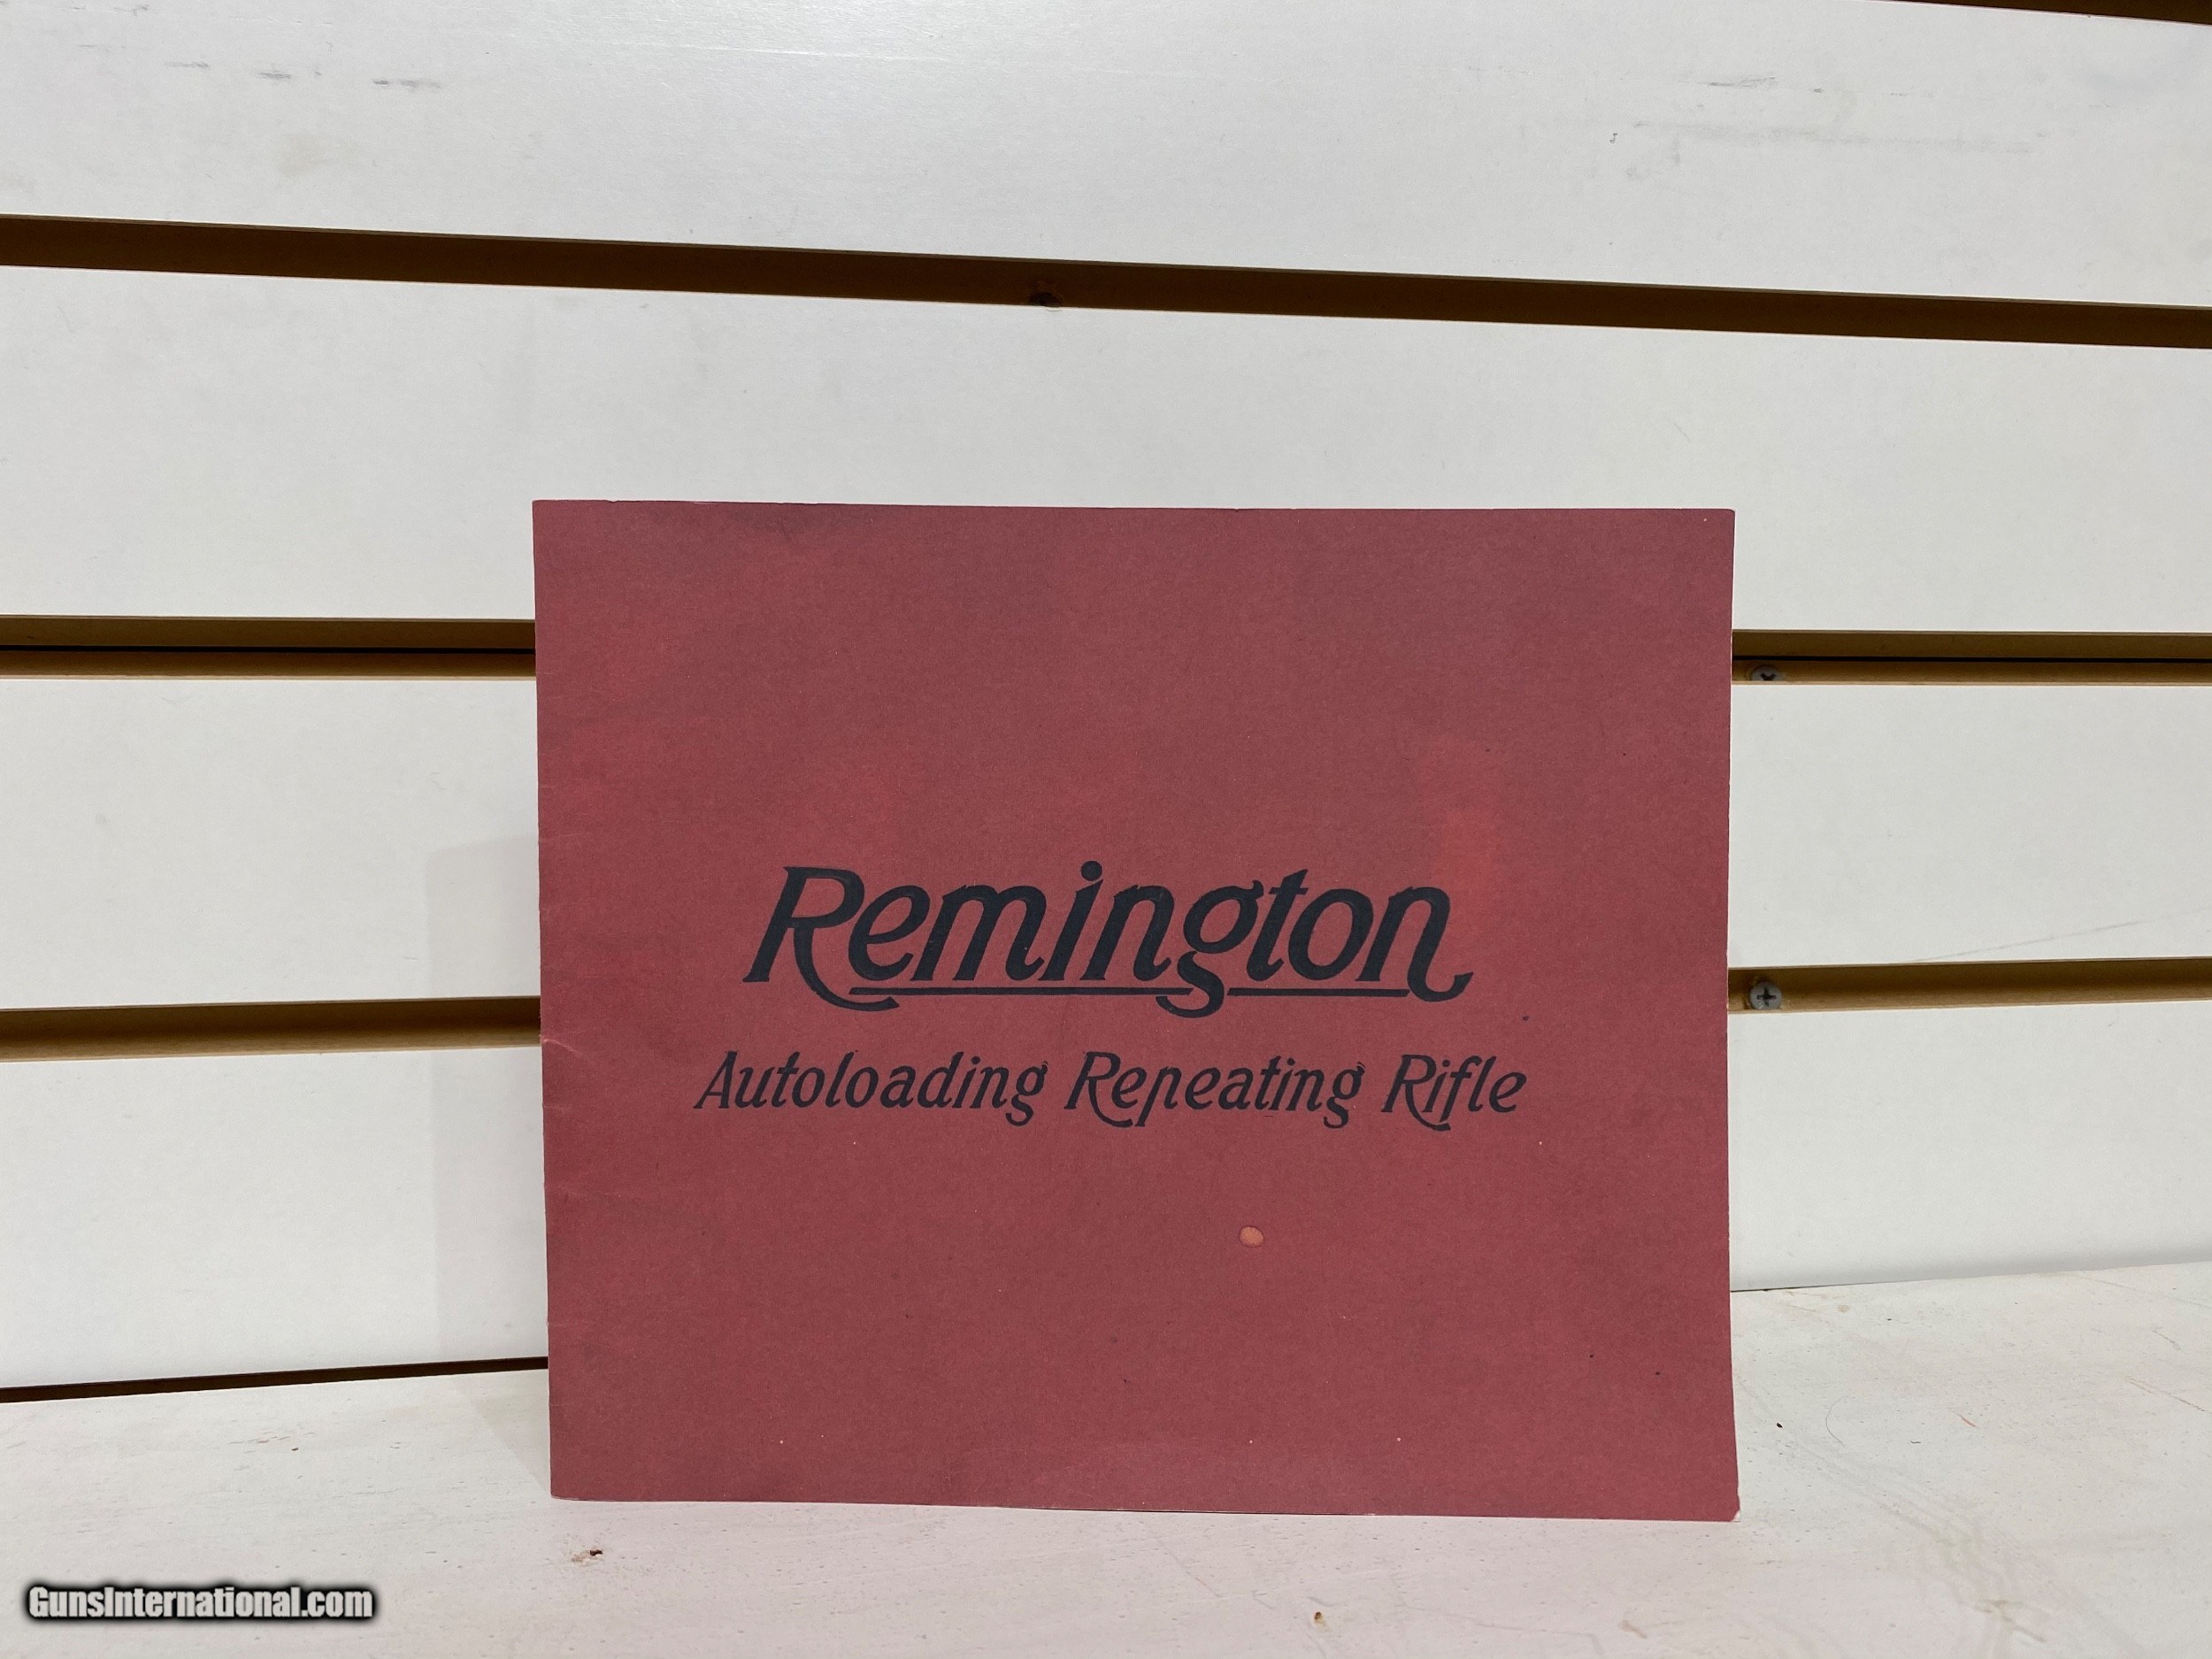 Remington
Autoloading Repeating Rifle
GunsInternational.com